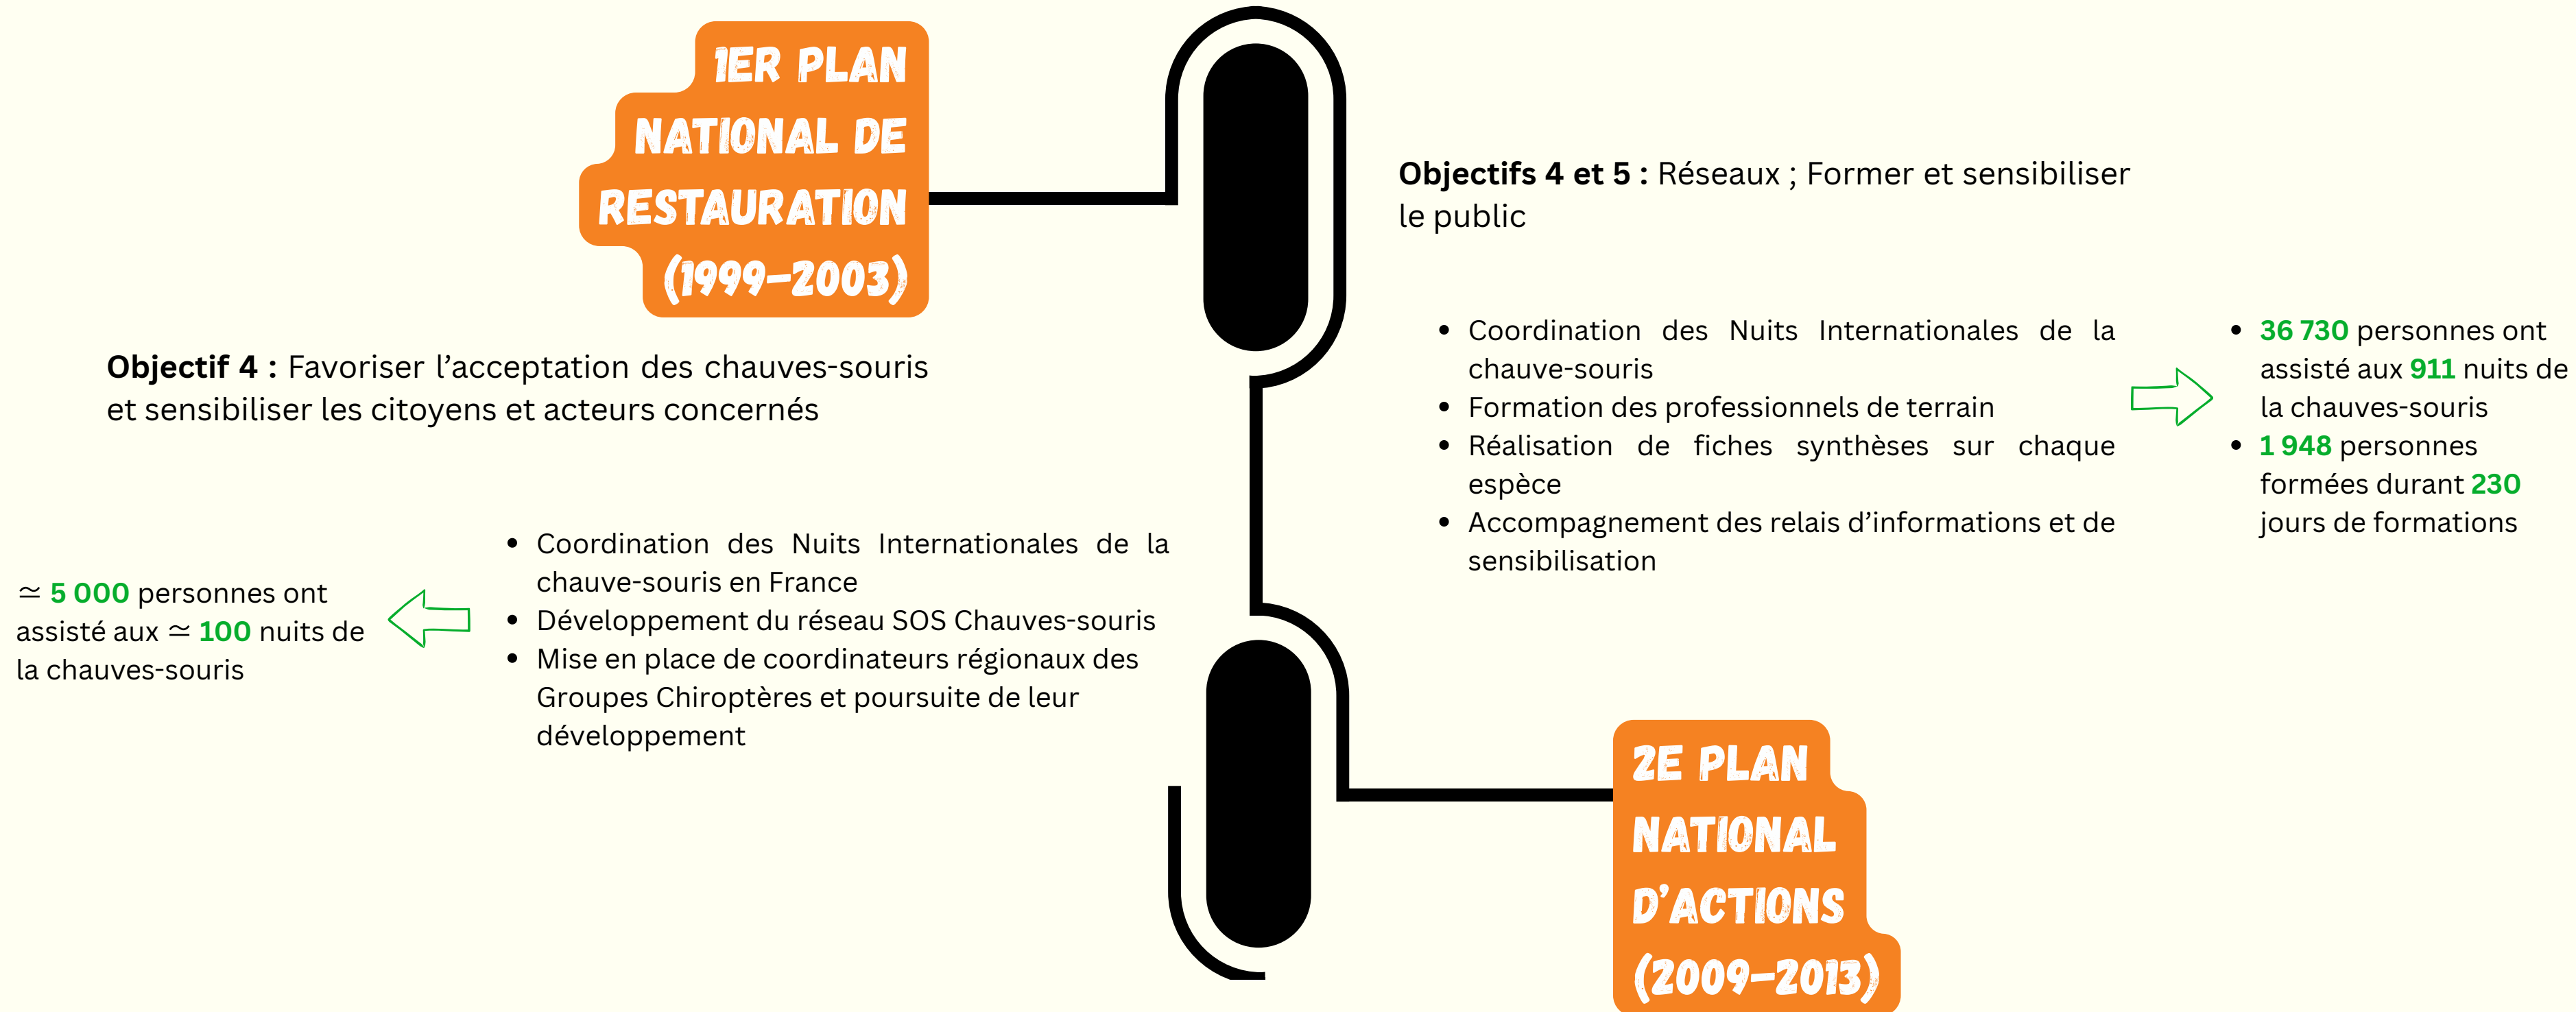 1ER PLAN
NATIONAL DE
RESTAURATION
(1999–2003)
Objectif 4 : Favoriser l’acceptation des chauves-souris
et sensibiliser les citoyens et acteurs concernés
• Coordination des Nuits Internationales de la
chauve-souris en France
• Développement du réseau SOS Chauves-souris
• Mise en place de coordinateurs régionaux des
Groupes Chiroptères et poursuite de leur
développement
≃ 5 000 personnes ont
assisté aux ≃ 100 nuits de
la chauves-souris
Objectifs 4 et 5 : Réseaux ; Former et sensibiliser
le public
• Coordination des Nuits Internationales de la
chauve-souris
• Formation des professionnels de terrain
• Réalisation de fiches synthèses sur chaque
espèce
• Accompagnement des relais d’informations et de
sensibilisation
• 36 730 personnes ont
assisté aux 911 nuits de
la chauves-souris
• 1 948 personnes
formées durant 230
jours de formations
2E PLAN
NATIONAL
D’ACTIONS
(2009–2013)